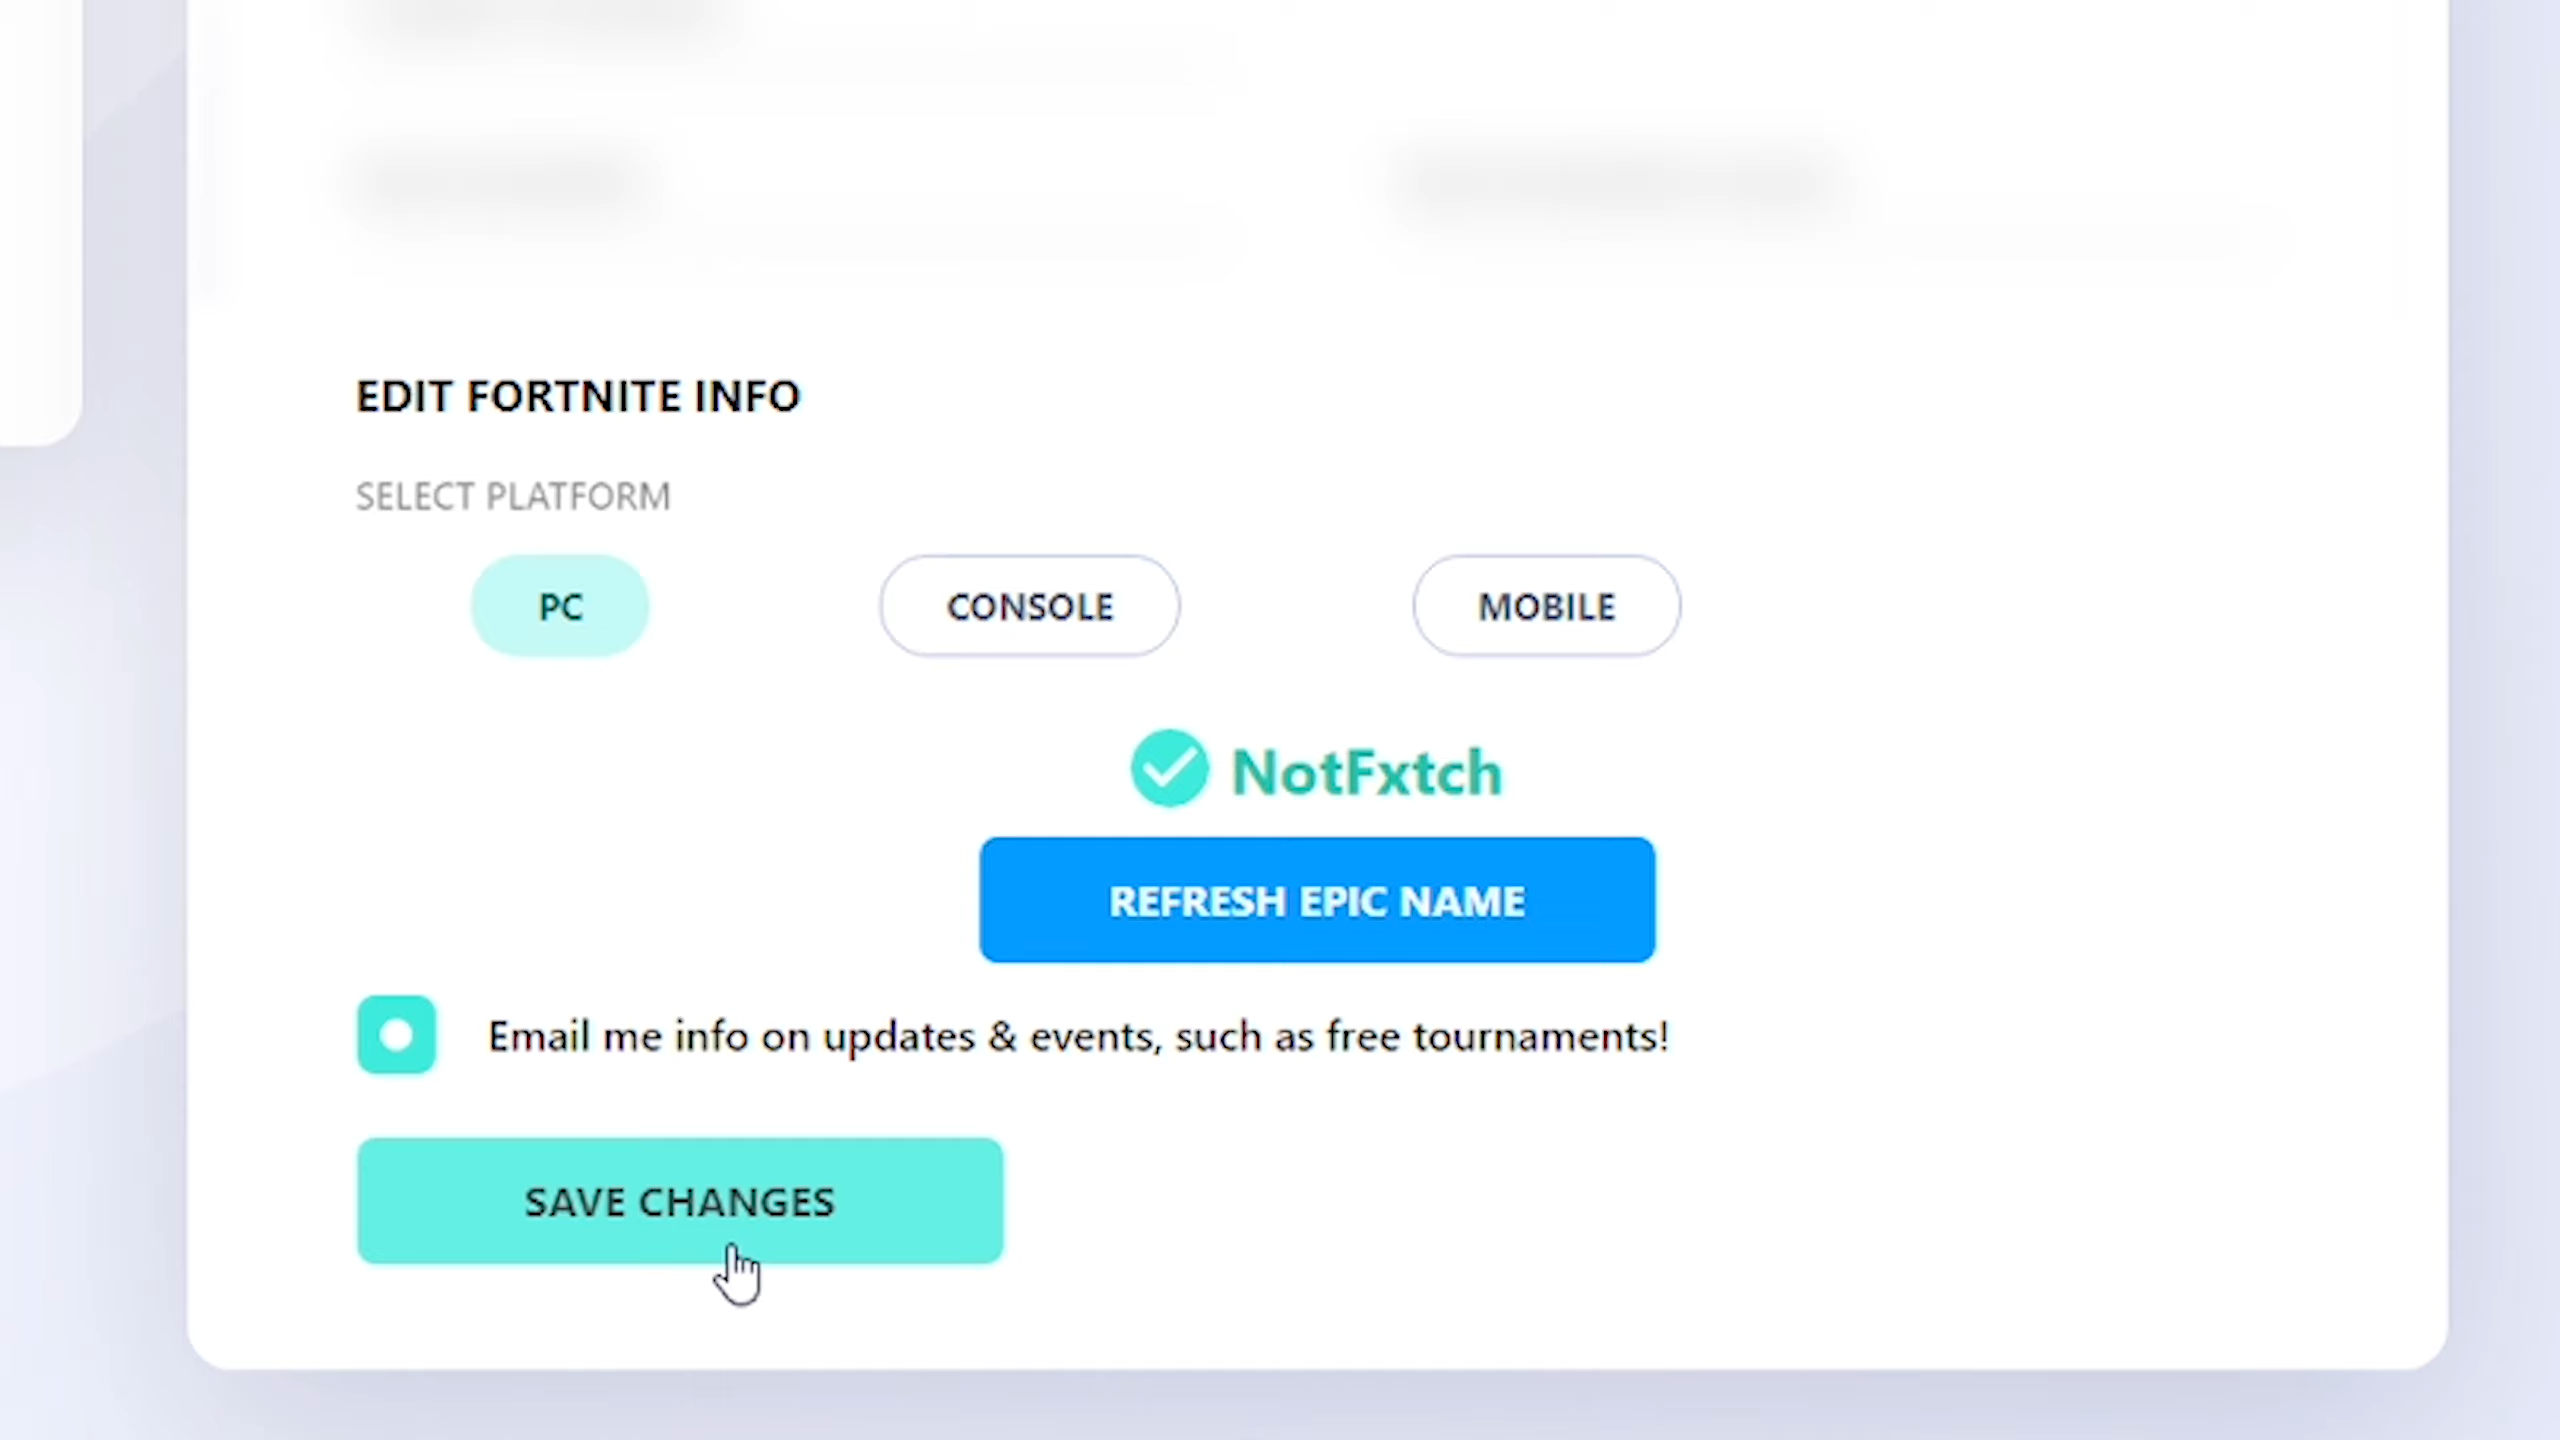 EDIT FORTNITE INFO
SELECT PLATFORM
PC CONSOLE MOBILE
NotFxtch
REFRESH EPIC NAME
Email me info on updates & events, such as free tournaments!
SAVE CHANGES